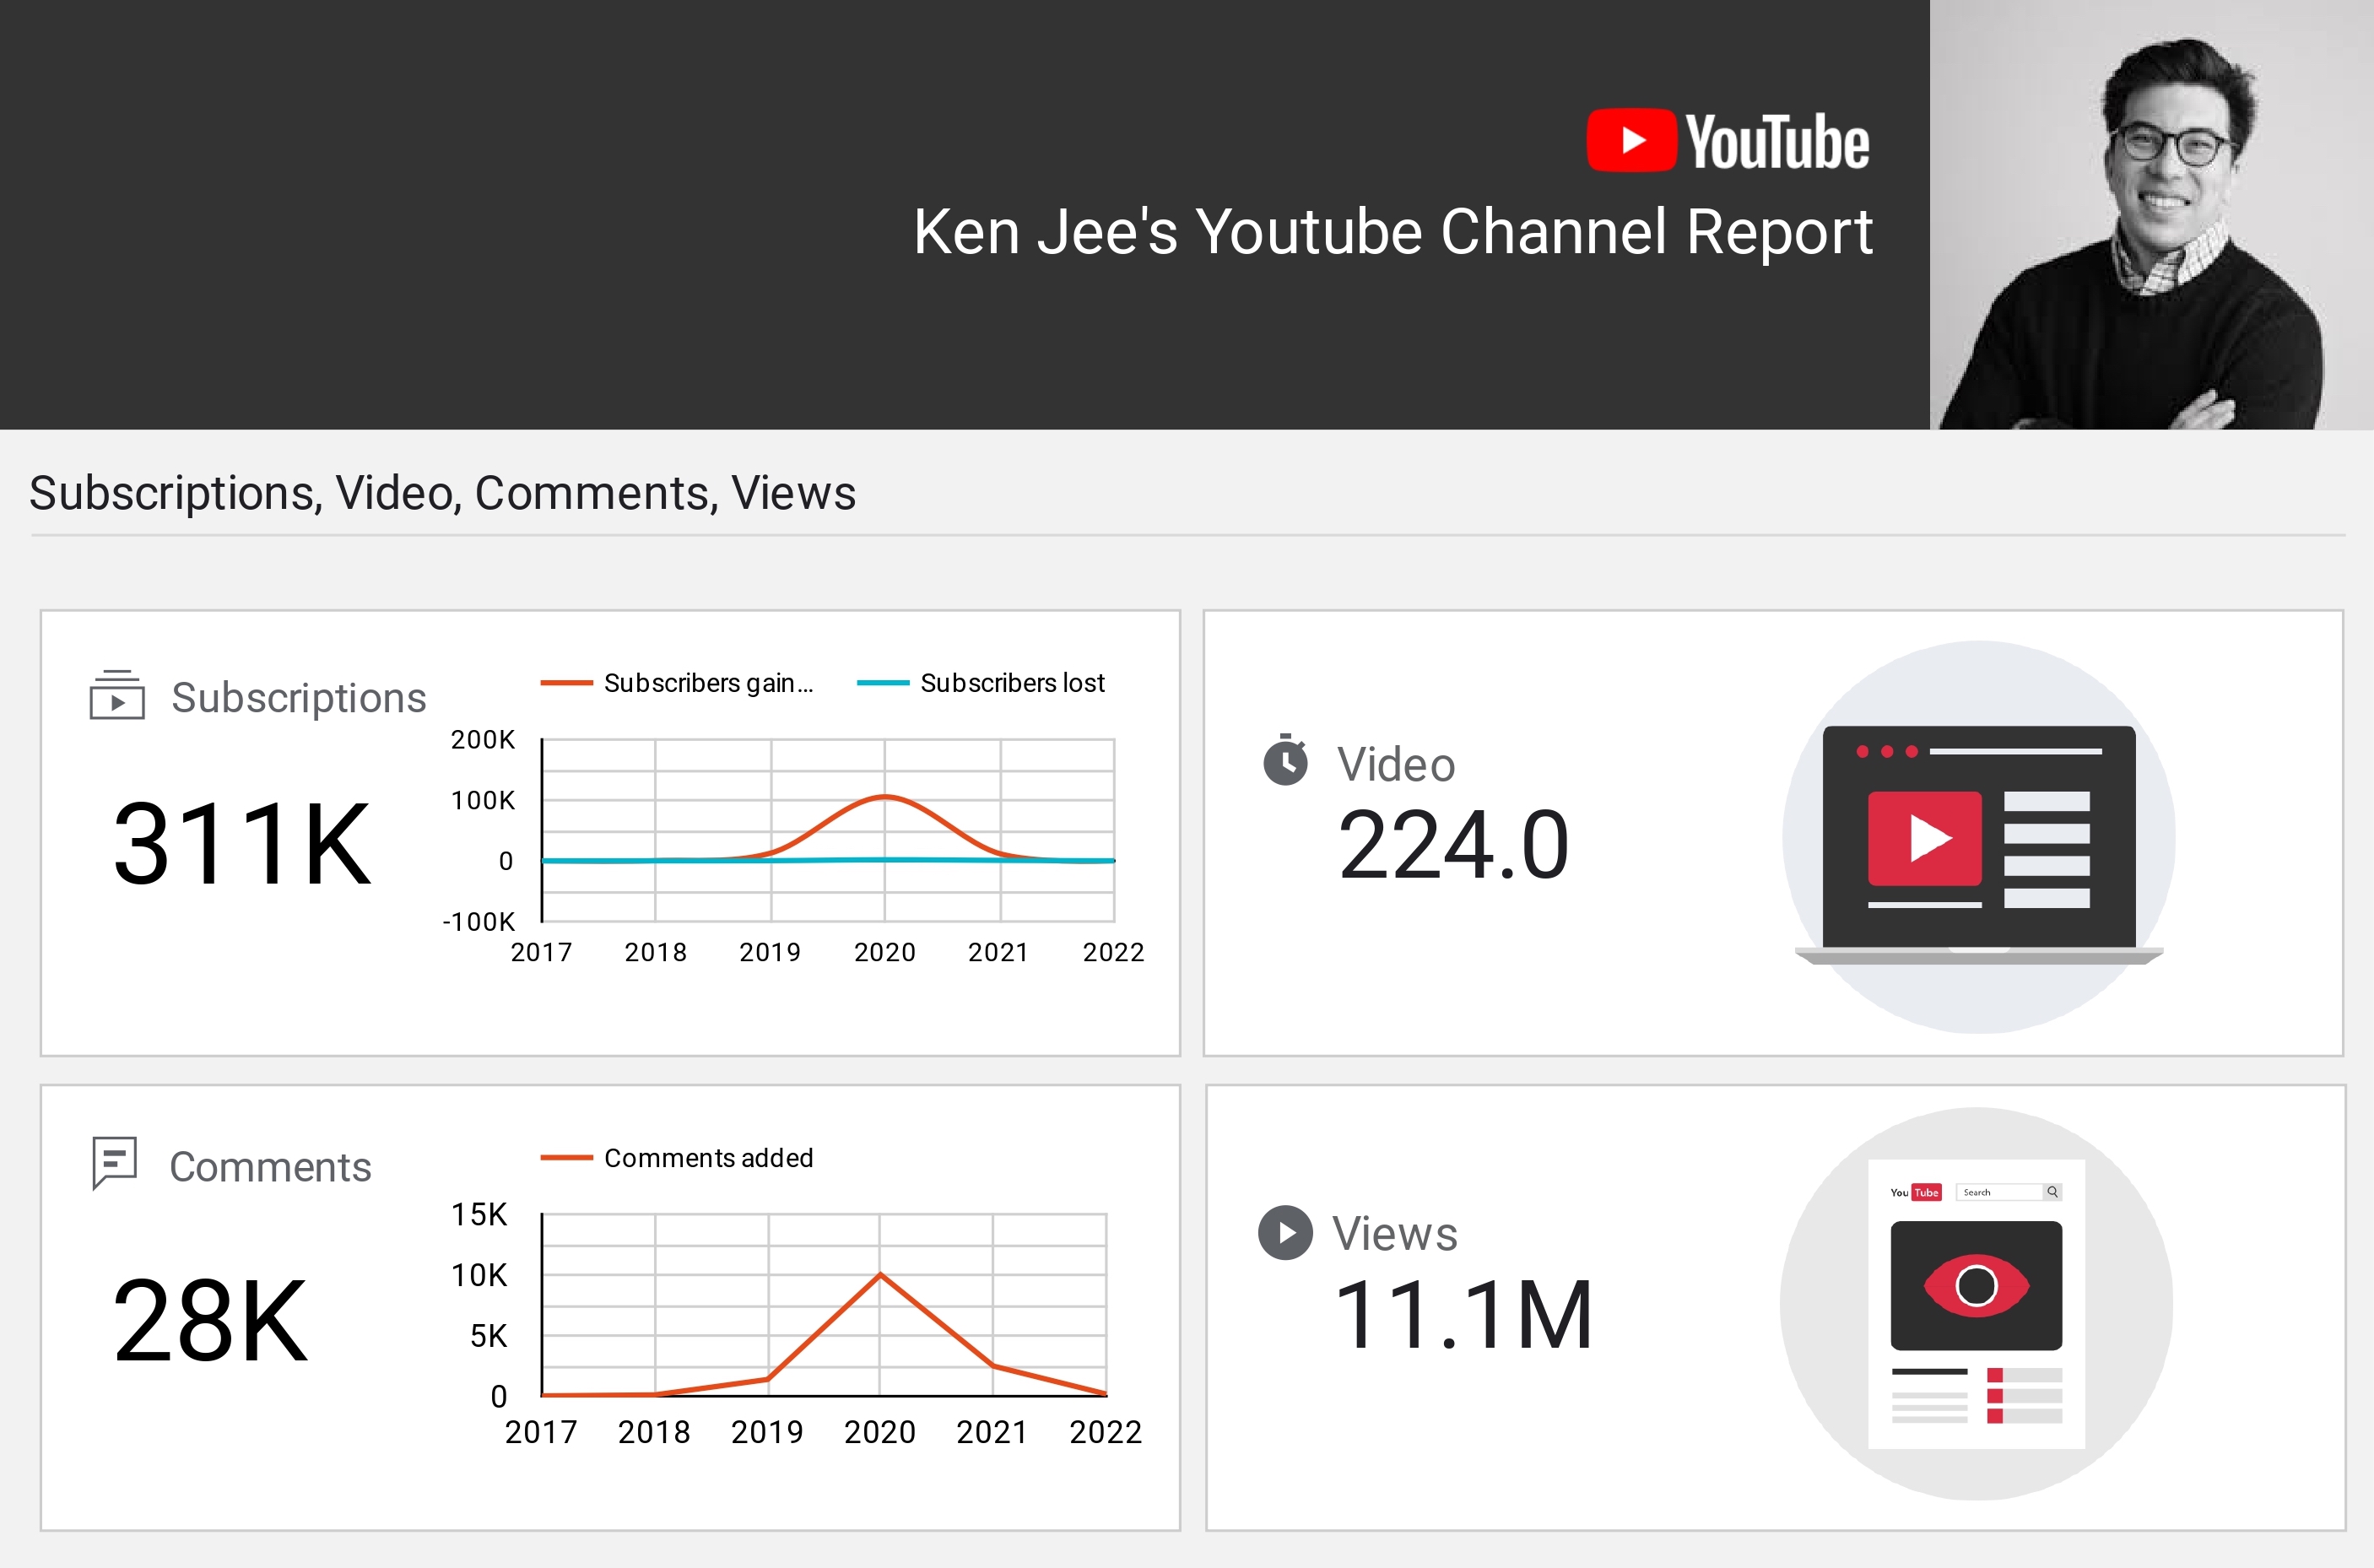 YouTube
Ken Jee's Youtube Channel Report
Subscriptions, Video, Comments, Views
Subscriptions
311K
Subscribers gain...
Subscribers lost
200K
100K
0
-100K
2017 2018 2019 2020 2021 2022
Video
224.0
Comments
28K
Comments added
15K
10K
5K
0
2017 2018 2019 2020 2021 2022
Views
11.1M
You Tube Search